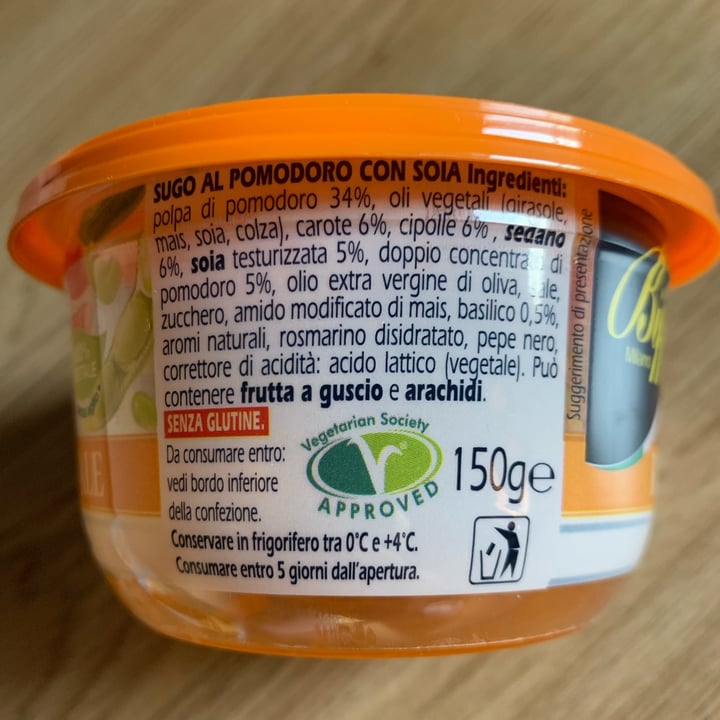 SUGO AL POMODORO CON SOIA Ingredienti:
polpa di pomodoro 34%, oli vegetali (girasole,
mais, soia, colza), carote 6%, cipolle 6%, sedano
6%, soia testurizzata 5%, doppio concentrato di
pomodoro 5%, olio extra vergine di oliva, sale,
zucchero, amido modificato di mais, basilico 0,5%,
aromi naturali, rosmarino disidratato, pepe nero,
correttore di acidità: acido lattico (vegetale). Può
contenere frutta a guscio e arachidi.
SENZA GLUTINE.
Da consumare entro:
vedi bordo inferiore
della confezione.
Vegetarian Society
APPROVED
150g e
Conservare in frigorifero tra 0°C e +4°C.
Consumare entro 5 giorni dall'apertura.
Suggerimento di presentazione